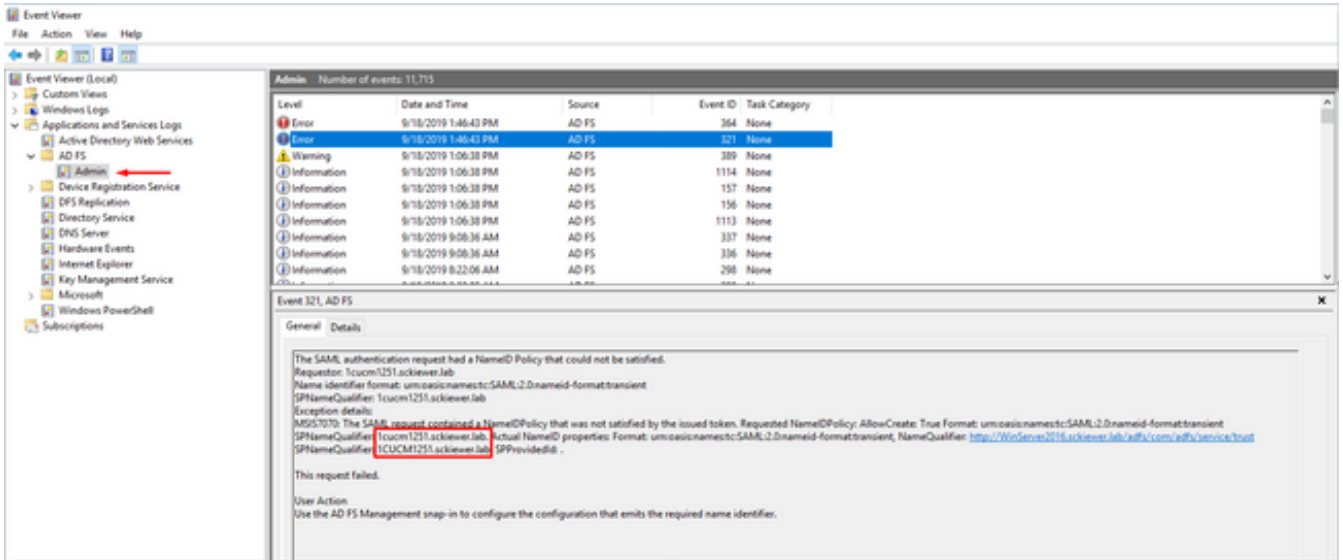 Event Viewer
File Action View Help
Event Viewer (Local)
Custom Views
Windows Logs
Applications and Services Logs
Active Directory Web Services
AD FS
Admin
Device Registration Service
DFS Replication
Directory Service
DNS Server
Hardware Events
Internet Explorer
Key Management Service
Microsoft
Windows PowerShell
Subscriptions
Admin Number of events: 11,715
Level Date and Time Source Event ID Task Category
Error 9/18/2019 1:46:43 PM AD FS 364 None
Error 9/18/2019 1:46:43 PM AD FS 321 None
Warning 9/18/2019 1:06:38 PM AD FS 389 None
Information 9/18/2019 1:06:38 PM AD FS 1114 None
Information 9/18/2019 1:06:38 PM AD FS 157 None
Information 9/18/2019 1:06:38 PM AD FS 156 None
Information 9/18/2019 1:06:38 PM AD FS 1113 None
Information 9/18/2019 9:08:36 AM AD FS 337 None
Information 9/18/2019 9:08:36 AM AD FS 336 None
Information 9/18/2019 8:22:06 AM AD FS 298 None
Event 321, AD FS
General Details
The SAML authentication request had a NameID Policy that could not be satisfied.
Requestor: 1cucm1251.sckiewer.lab
Name identifier format: urn:oasis:names:tc:SAML:2.0:nameid-format:transient
SPNameQualifier: 1cucm1251.sckiewer.lab
Exception details:
MSIS7070: The SAML request contained a NameIDPolicy that was not satisfied by the issued token. Requested NameIDPolicy: AllowCreate: True Format: urn:oasis:names:tc:SAML:2.0:nameid-format:transient
SPNameQualifier: 1cucm1251.sckiewer.lab. Actual NameID properties: Format: urn:oasis:names:tc:SAML:2.0:nameid-format:transient, NameQualifier: http://WinServer2016.sckiewer.lab/adfs/com/adfs/service/trust
SPNameQualifier: 1CUCM1251.sckiewer.lab, SPProvidedId: .
This request failed.
User Action
Use the AD FS Management snap-in to configure the configuration that emits the required name identifier.